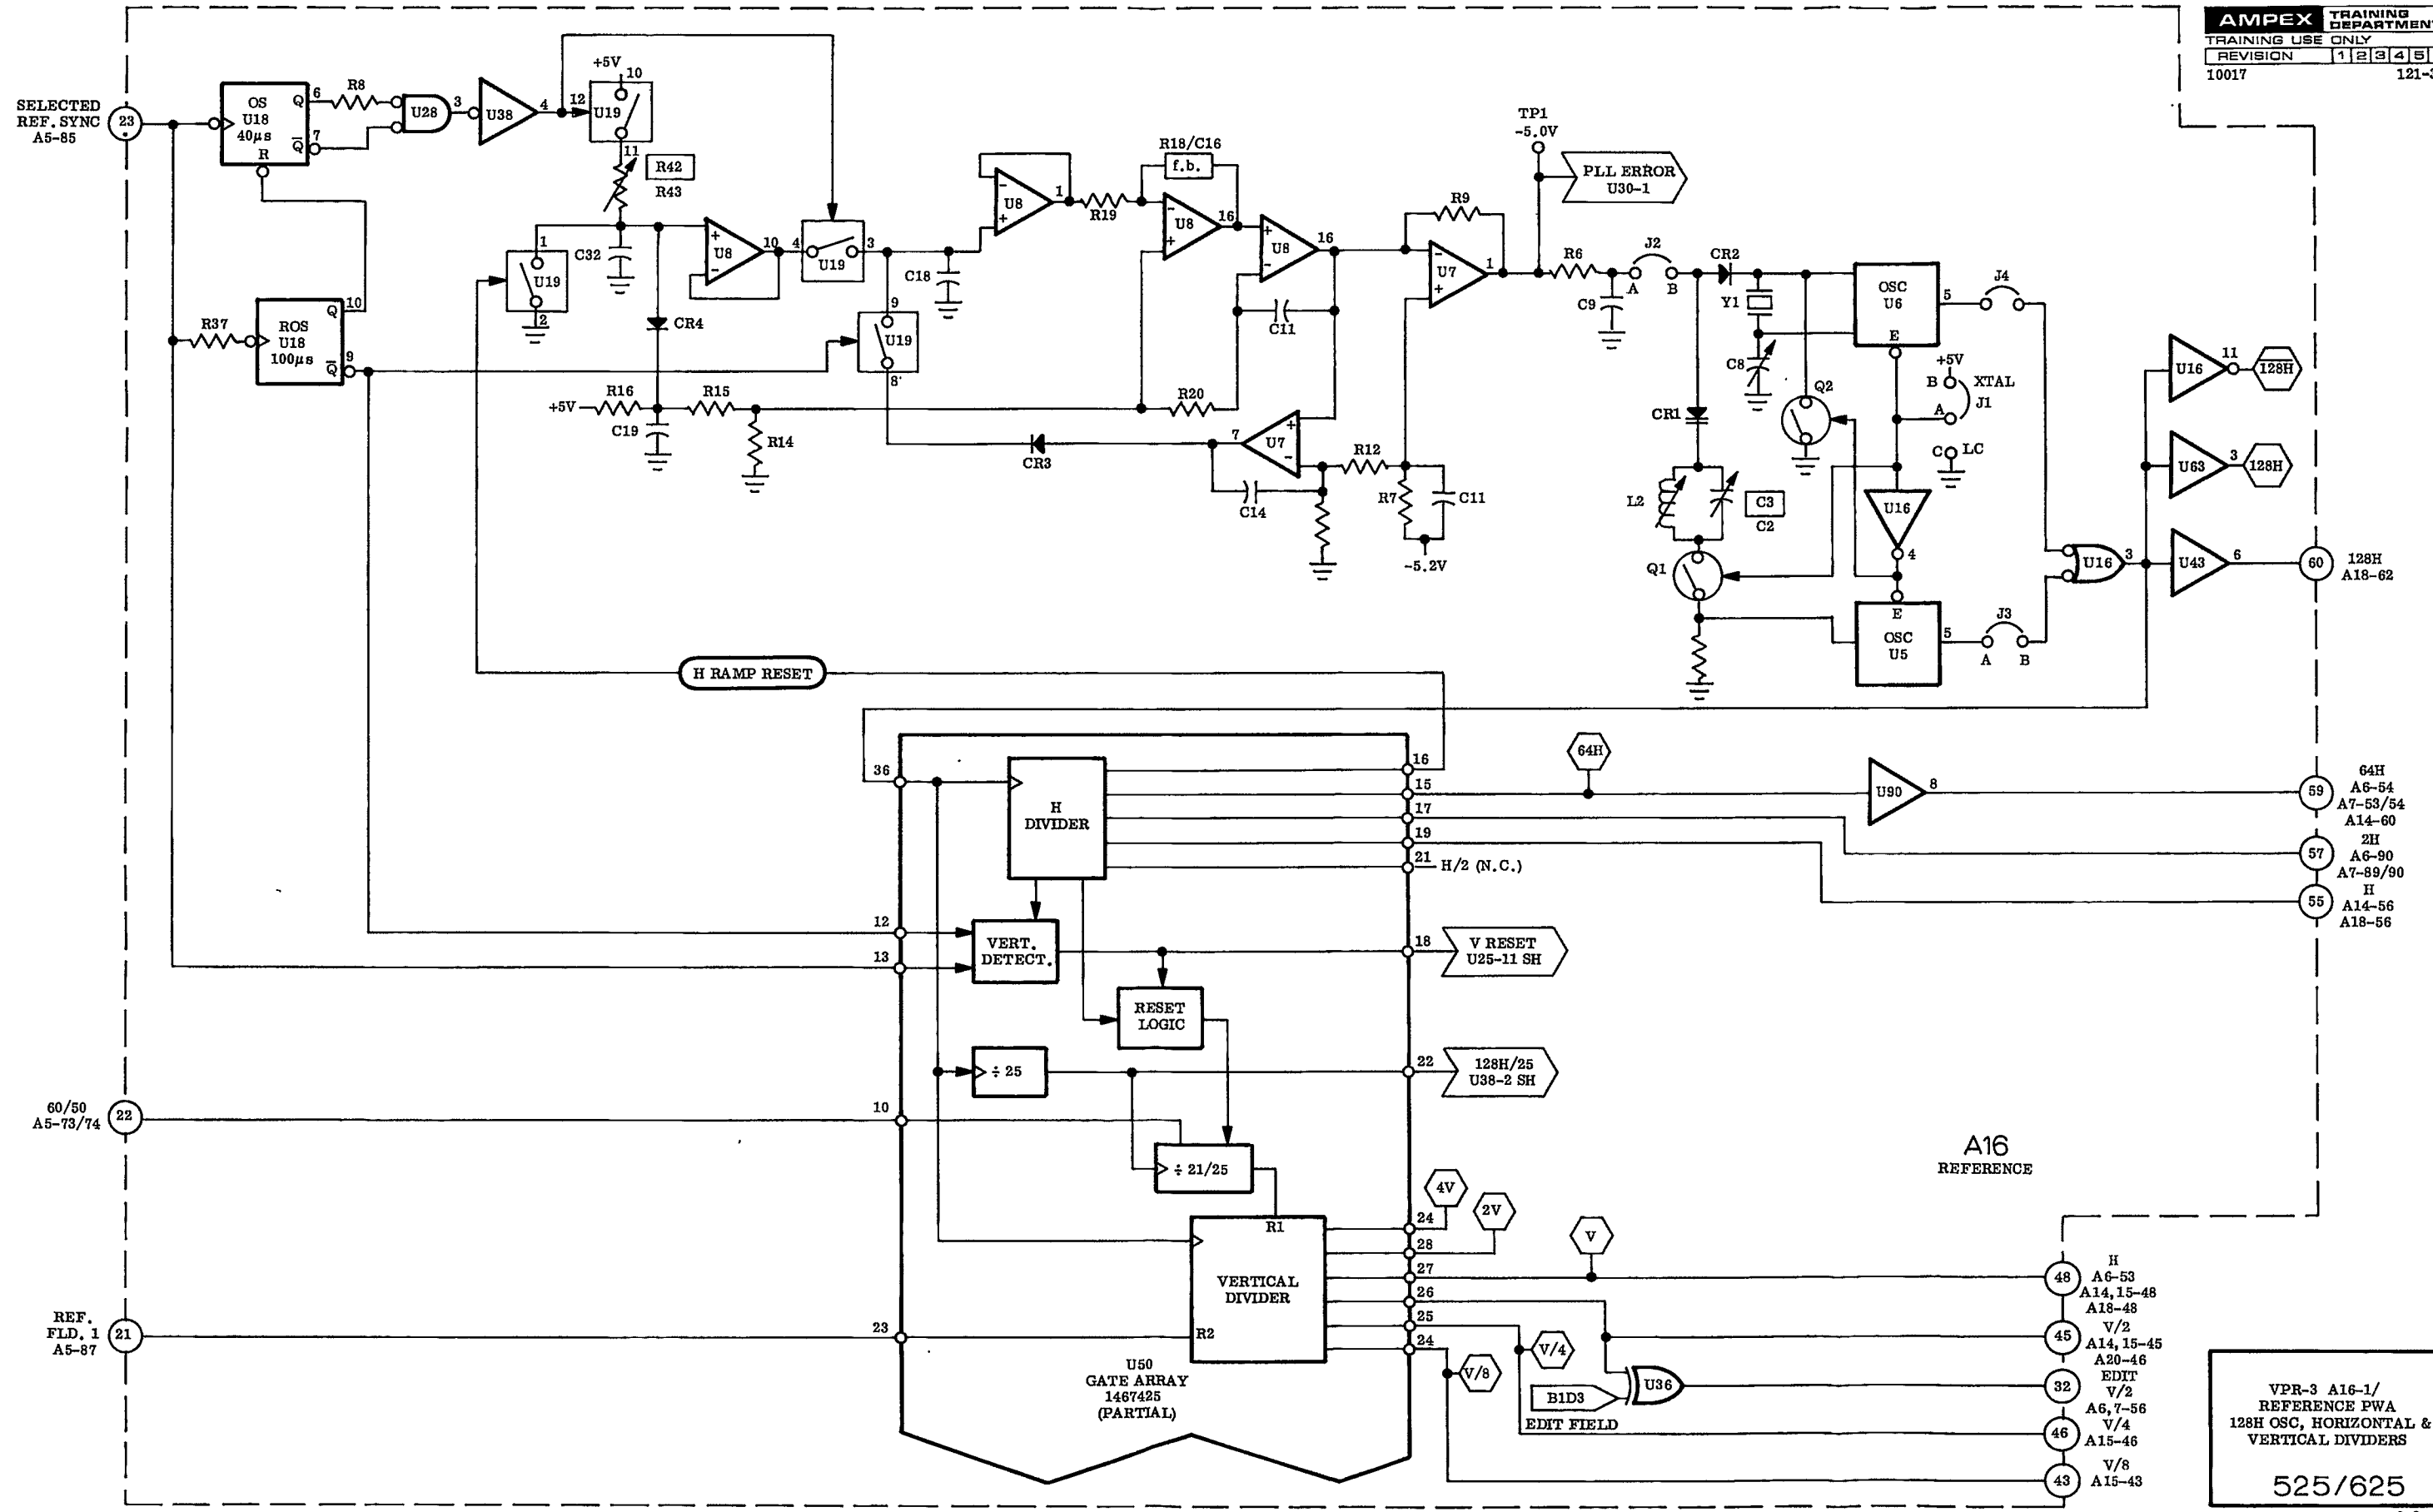 AMPEX TRAINING
DEPARTMENT
TRAINING USE ONLY
REVISION 1 2 3 4 5
10017
SELECTED
REF. SYNC
A5-85
23
OS
U18
40μs
Q 6
Q̅ 7
R
R8
U28
3
U38
4
+5V
10
12
U19
11
R42
R43
R37
ROS
U18
100μs
Q 10
Q̅ 9
1
U19
2
C32
CR4
+
U8
-
10
4
U19
3
C18
9
U19
8'
-
U8
+
1
R19
R18/C16
f.b.
-
U8
+
16
+
U8
-
16
C11
R20
+5V
R16
R15
C19
R14
CR3
7
U7
+
-
C14
R12
R7
C11
-5.2V
R9
-
U7
+
1
TP1
-5.0V
PLL ERROR
U30-1
R6
C9
J2
A
B
CR2
Y1
C8
CR1
L2
C3
C2
Q1
Q2
OSC
U6
E
5
J4
+5V
B
XTAL
A
J1
C
LC
U16
4
E
OSC
U5
5
J3
A
B
U16
3
U16
11
1̅2̅8̅H̅
U63
3
128H
U43
6
60
128H
A18-62
H RAMP RESET
36
H
DIVIDER
16
15
17
19
21
H/2 (N.C.)
64H
U90
8
59
64H
A6-54
A7-53/54
A14-60
57
2H
A6-90
A7-89/90
55
H
A14-56
A18-56
12
13
VERT.
DETECT.
18
V RESET
U25-11 SH
RESET
LOGIC
÷ 25
22
128H/25
U38-2 SH
60/50
A5-73/74
22
10
÷ 21/25
A16
REFERENCE
R1
VERTICAL
DIVIDER
R2
24
4V
28
2V
27
V
26
25
V/4
24
V/8
REF.
FLD. 1
A5-87
21
23
U50
GATE ARRAY
1467425
(PARTIAL)
B1D3
EDIT FIELD
U36
48
H
A6-53
A14,15-48
A18-48
45
V/2
A14,15-45
A20-46
32
EDIT
V/2
A6,7-56
46
V/4
A15-46
43
V/8
A15-43
VPR-3 A16-1/
REFERENCE PWA
128H OSC, HORIZONTAL &
VERTICAL DIVIDERS
525/625